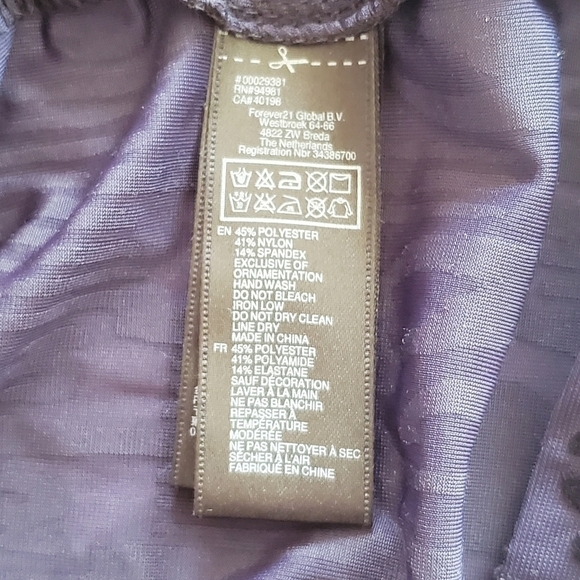 #00029381
RN#94981
CA#40196
Forever21 Global B.V.
Westbroek 64-66
4822 ZW Breda
The Netherlands
Registration Nbr 34386700
EN 45% POLYESTER
41% NYLON
14% SPANDEX
EXCLUSIVE OF
ORNAMENTATION
HAND WASH
DO NOT BLEACH
IRON LOW
DO NOT DRY CLEAN
LINE DRY
MADE IN CHINA
FR 45% POLYESTER
41% POLYAMIDE
14% ELASTANE
SAUF DÉCORATION
LAVER À LA MAIN
NE PAS BLANCHIR
REPASSER À
TEMPÉRATURE
MODÉRÉE
NE PAS NETTOYER À SEC
SÉCHER À L'AIR
FABRIQUÉ EN CHINE